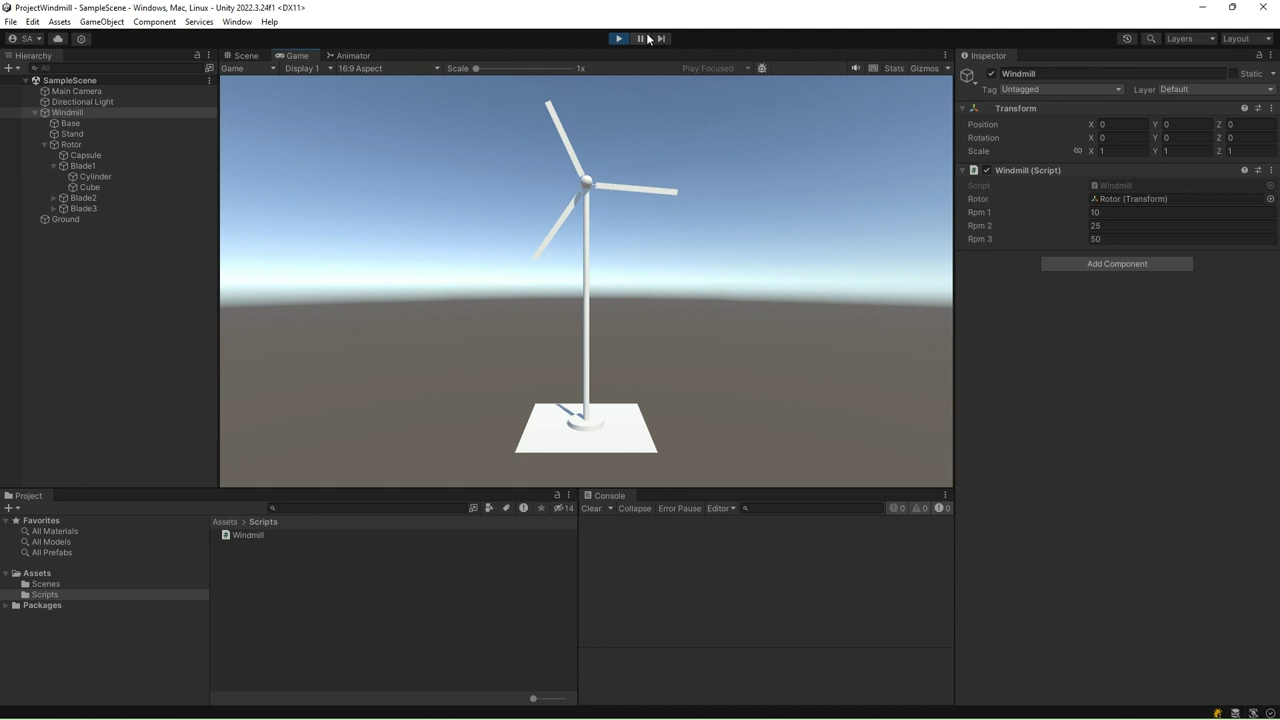 ProjectWindmill - SampleScene - Windows, Mac, Linux - Unity 2022.3.24f1 <DX11>
File Edit Assets GameObject Component Services Window Help
SA Layers Layout
Hierarchy
All
SampleScene
Main Camera
Directional Light
Windmill
Base
Stand
Rotor
Capsule
Blade1
Cylinder
Cube
Blade2
Blade3
Ground
Scene Game Animator
Game Display 1 16:9 Aspect Scale 1x Play Focused Stats Gizmos
Inspector
Windmill Static
Tag Untagged Layer Default
Transform
Position X 0 Y 0 Z 0
Rotation X 0 Y 0 Z 0
Scale X 1 Y 1 Z 1
Windmill (Script)
Script Windmill
Rotor Rotor (Transform)
Rpm 1 10
Rpm 2 25
Rpm 3 50
Add Component
Project
14
Favorites
All Materials
All Models
All Prefabs
Assets
Scenes
Scripts
Packages
Assets > Scripts
Windmill
Console
Clear Collapse Error Pause Editor 0 0 0